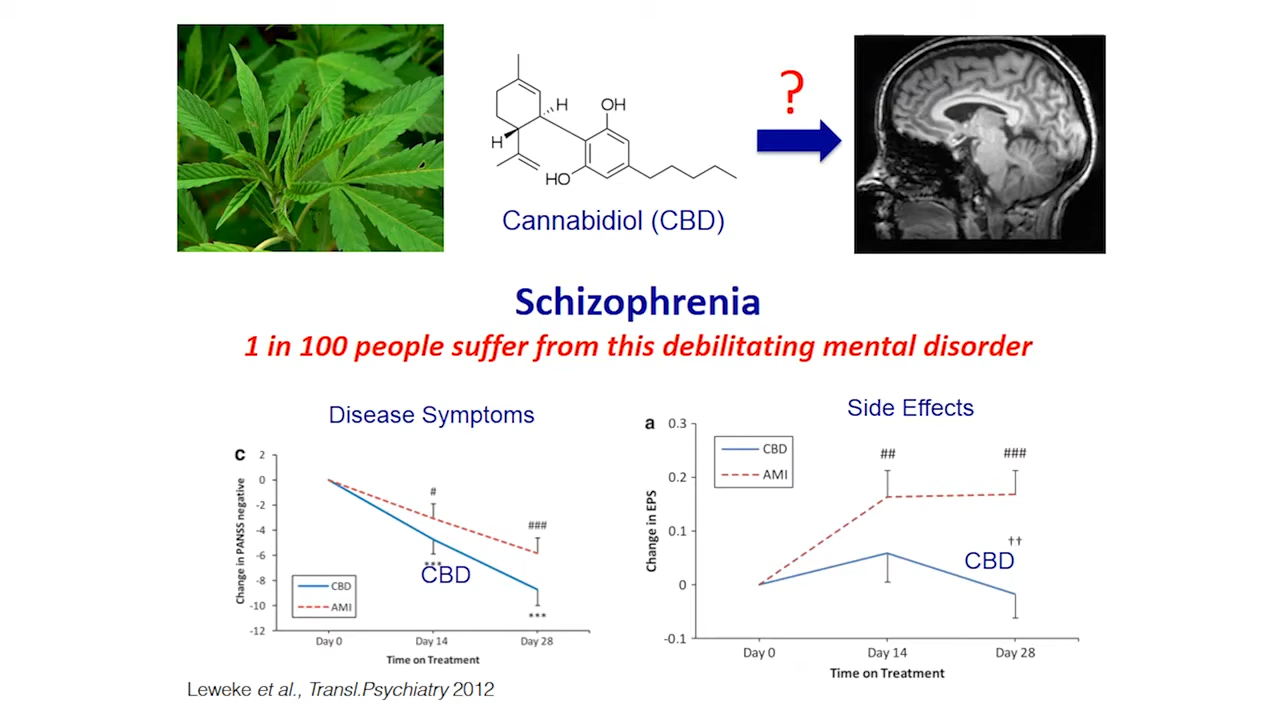 H
OH
H
HO
?
Cannabidiol (CBD)
Schizophrenia
1 in 100 people suffer from this debilitating mental disorder
Disease Symptoms
c
Change in PANSS negative
2
0
-2
-4
-6
-8
-10
-12
#
###
***
CBD
***
CBD
AMI
Day 0
Day 14
Day 28
Time on Treatment
Side Effects
a
Change in EPS
0.3
0.2
0.1
0
-0.1
CBD
AMI
##
###
††
CBD
Day 0
Day 14
Day 28
Time on Treatment
Leweke et al., Transl.Psychiatry 2012